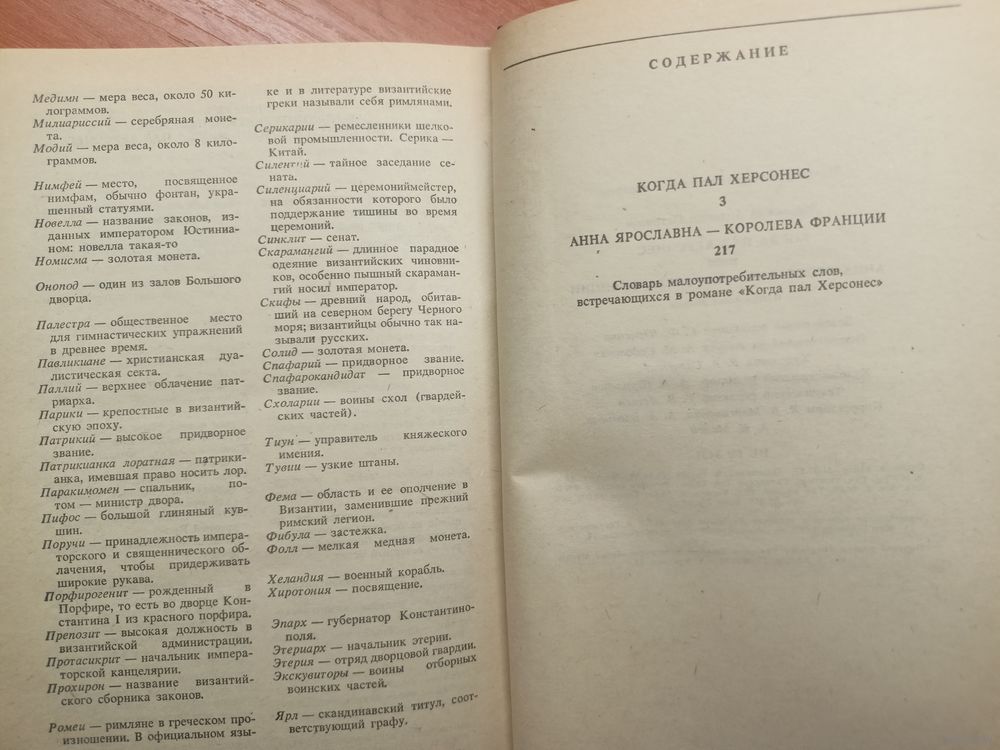 Медимн — мера веса, около 50 ки-
лограммов.
Милиариссий — серебряная моне-
та.
Модий — мера веса, около 8 кило-
граммов.
Нимфей — место, посвященное
нимфам, обычно фонтан, укра-
шенный статуями.
Новелла — название законов, из-
данных императором Юстиниа-
ном: новелла такая-то
Номисма — золотая монета.
Онопод — один из залов Большого
дворца.
Палестра — общественное место
для гимнастических упражнений
в древнее время.
Павликиане — христианская дуа-
листическая секта.
Паллий — верхнее облачение пат-
риарха.
Парики — крепостные в византий-
скую эпоху.
Патрикий — высокое придворное
звание.
Патрикианка лоратная — патрики-
анка, имевшая право носить лор.
Паракимомен — спальник, по-
том — министр двора.
Пифос — большой глиняный кув-
шин.
Поручи — принадлежность импера-
торского и священнического об-
лачения, чтобы придерживать
широкие рукава.
Порфирогенит — рожденный в
Порфире, то есть во дворце Кон-
стантина I из красного порфира.
Препозит — высокая должность в
византийской администрации.
Протасикрит — начальник импера-
торской канцелярии.
Прохирон — название византий-
ского сборника законов.
Ромеи — римляне в греческом про-
изношении. В официальном язы-
ке и в литературе византийские
греки называли себя римлянами.
Серикарии — ремесленники шелко-
вой промышленности. Серика —
Китай.
Силентий — тайное заседание се-
ната.
Силенциарий — церемониймейстер,
на обязанности которого было
поддержание тишины во время
церемоний.
Синклит — сенат.
Скарамангий — длинное парадное
одеяние византийских чиновни-
ков, особенно пышный скараман-
гий носил император.
Скифы — древний народ, обитав-
ший на северном берегу Черного
моря; византийцы обычно так на-
зывали русских.
Солид — золотая монета.
Спафарий — придворное звание.
Спафарокандидат — придворное
звание.
Схоларии — воины схол (гвардей-
ских частей).
Тиун — управитель княжеского
имения.
Тувии — узкие штаны.
Фема — область и ее ополчение в
Византии, заменившие прежний
римский легион.
Фибула — застежка.
Фолл — мелкая медная монета.
Хеландия — военный корабль.
Хиротония — посвящение.
Эпарх — губернатор Константино-
поля.
Этериарх — начальник этерии.
Этерия — отряд дворцовой гвардии.
Экскувиторы — воины отборных
воинских частей.
Ярл — скандинавский титул, соот-
ветствующий графу.
СОДЕРЖАНИЕ
КОГДА ПАЛ ХЕРСОНЕС
3
АННА ЯРОСЛАВНА — КОРОЛЕВА ФРАНЦИИ
217
Словарь малоупотребительных слов,
встречающихся в романе «Когда пал Херсонес»